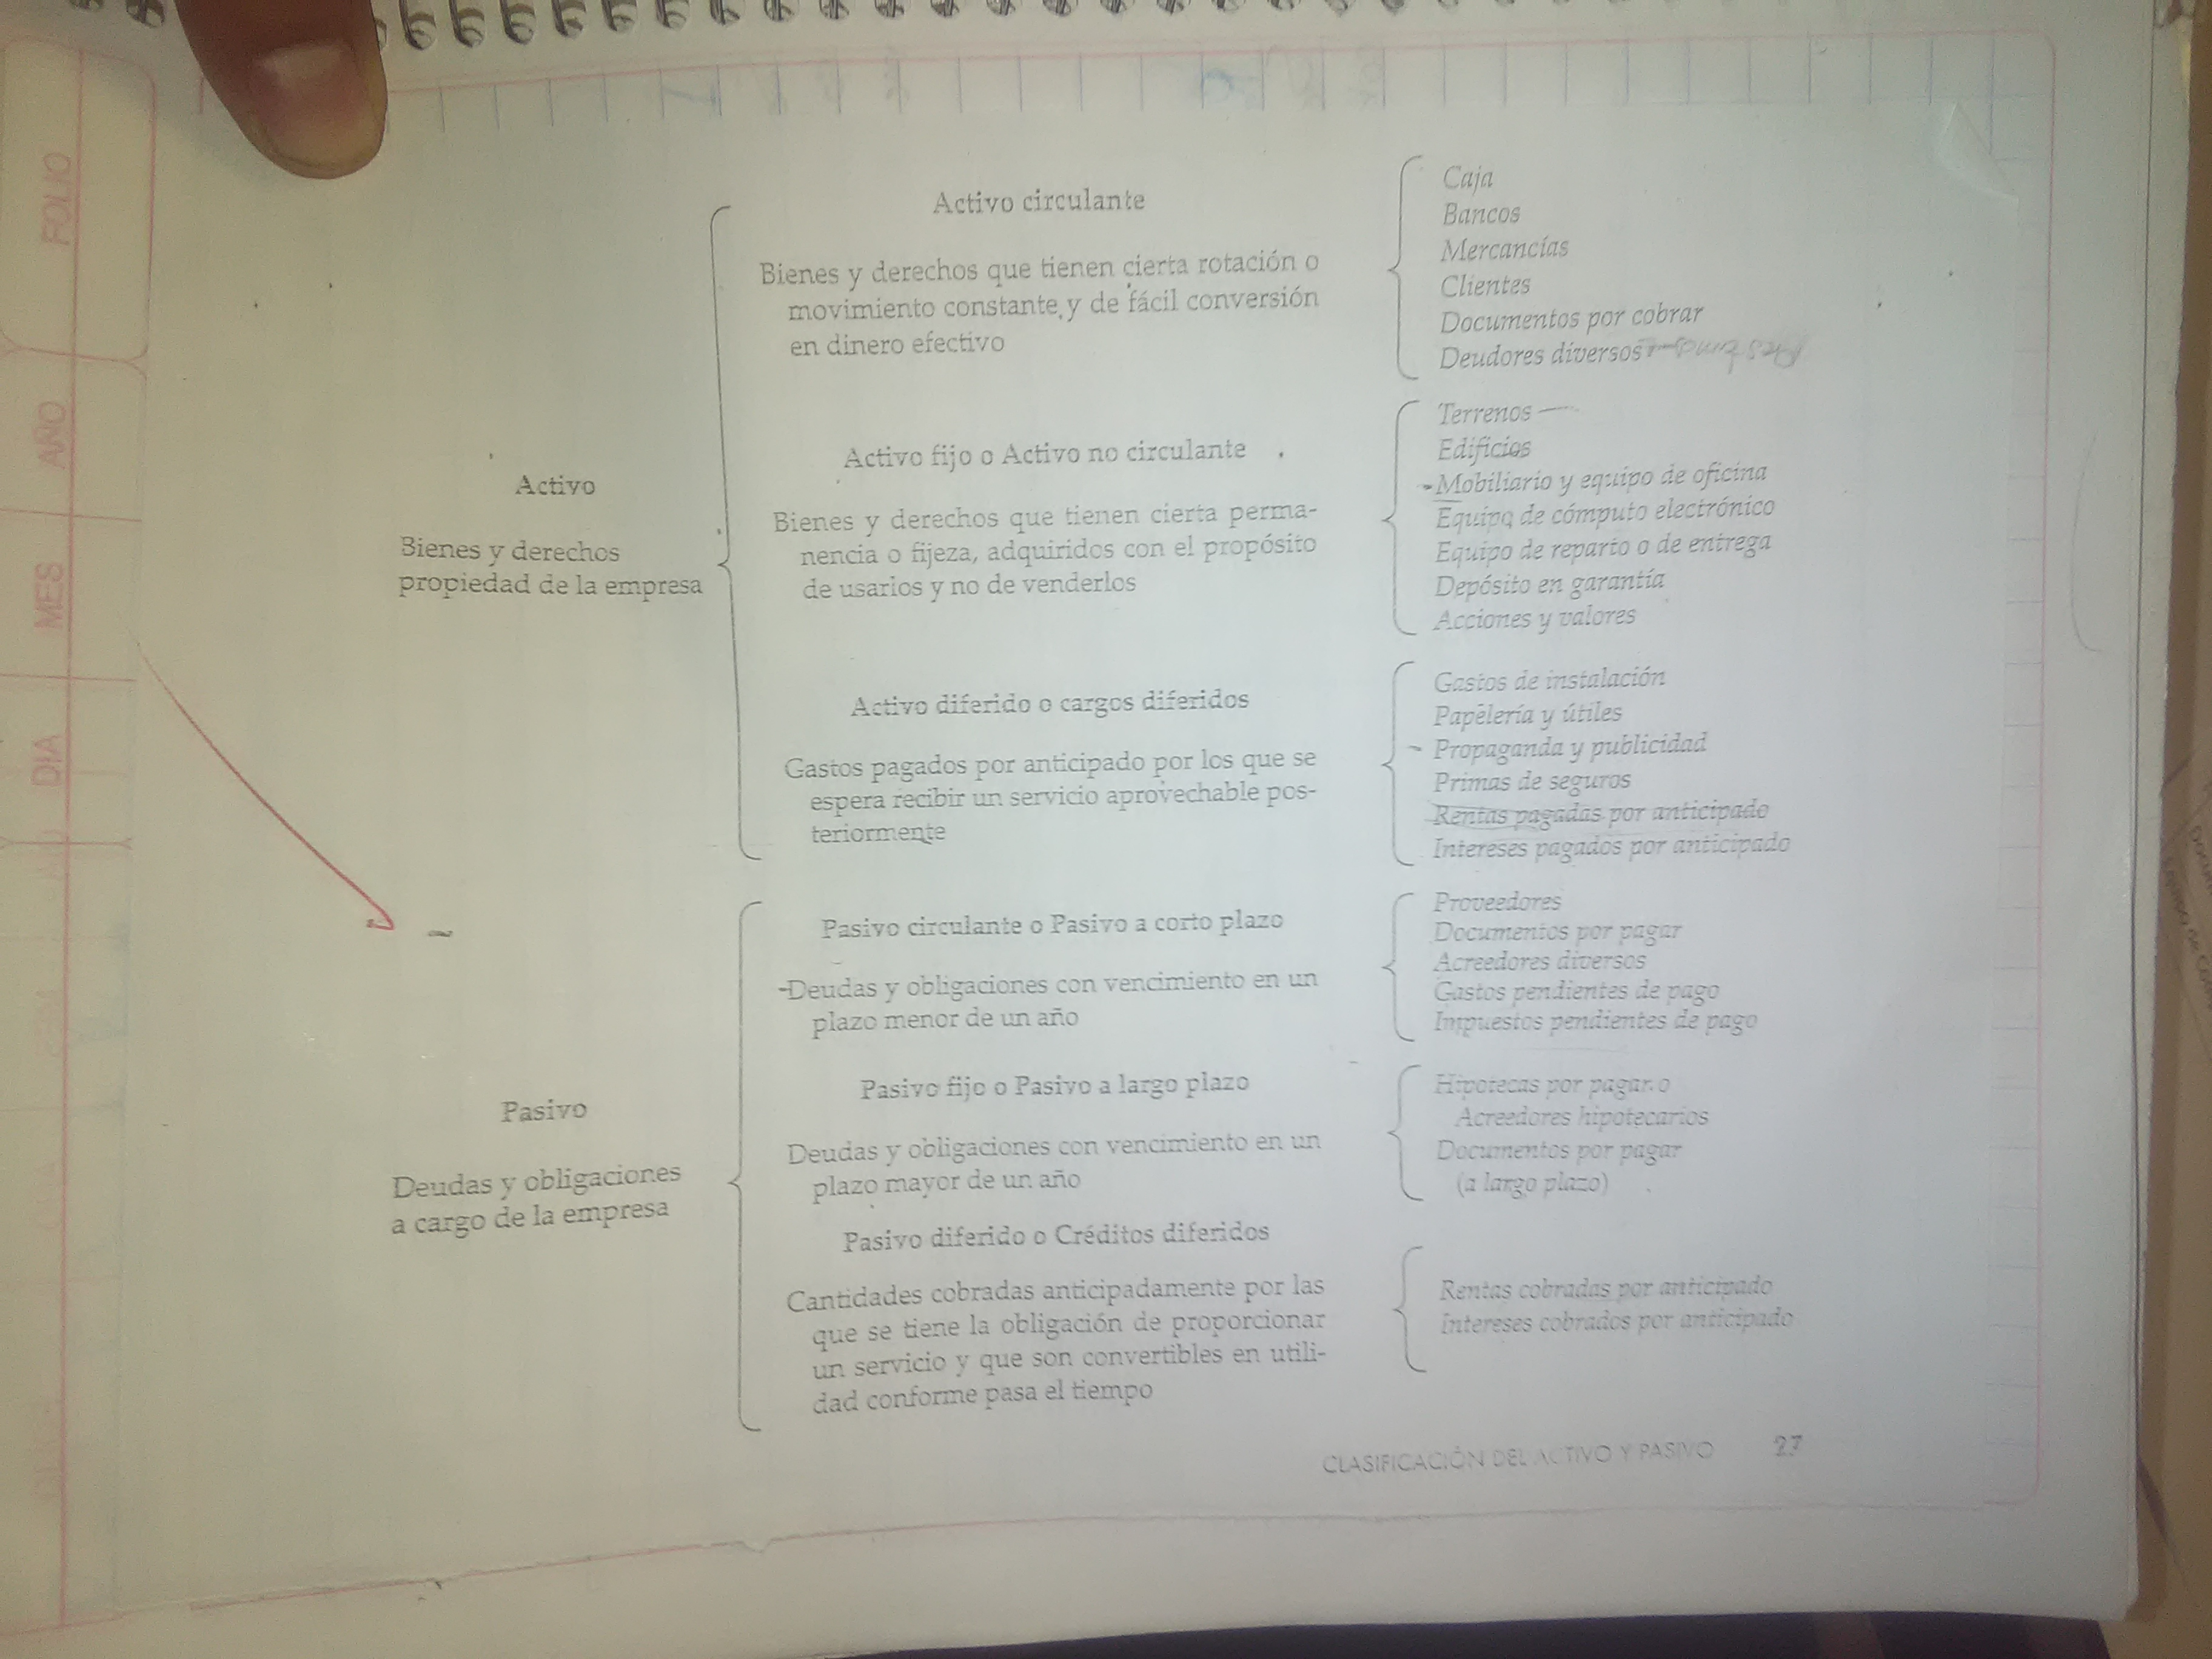 FOLIO
AÑO
MES
DIA
Activo
Bienes y derechos
propiedad de la empresa
Activo circulante
Bienes y derechos que tienen cierta rotación o
movimiento constante y de fácil conversión
en dinero efectivo
Caja
Bancos
Mercancías
Clientes
Documentos por cobrar
Deudores diversos
Activo fijo o Activo no circulante
Bienes y derechos que tienen cierta perma-
nencia o fijeza, adquiridos con el propósito
de usarios y no de venderlos
Terrenos
Edificios
Mobiliario y equipo de oficina
Equipo de cómputo electrónico
Equipo de reparto o de entrega
Depósito en garantía
Acciones y valores
Activo diferido o cargos diferidos
Gastos pagados por anticipado por los que se
espera recibir un servicio aprovechable pos-
teriormente
Gastos de instalación
Papelería y útiles
Propaganda y publicidad
Primas de seguros
Rentas pagadas por anticipado
Intereses pagados por anticipado
Pasivo
Deudas y obligaciones
a cargo de la empresa
Pasivo circulante o Pasivo a corto plazo
-Deudas y obligaciones con vencimiento en un
plazo menor de un año
Proveedores
Documentos por pagar
Acreedores diversos
Gastos pendientes de pago
Impuestos pendientes de pago
Pasivo fijo o Pasivo a largo plazo
Deudas y obligaciones con vencimiento en un
plazo mayor de un año
Hipotecas por pagar o
Acreedores hipotecarios
Documentos por pagar
(a largo plazo)
Pasivo diferido o Créditos diferidos
Cantidades cobradas anticipadamente por las
que se tiene la obligación de proporcionar
un servicio y que son convertibles en utili-
dad conforme pasa el tiempo
Rentas cobradas por anticipado
Intereses cobrados por anticipado
CLASIFICACIÓN DEL ACTIVO Y PASIVO 27